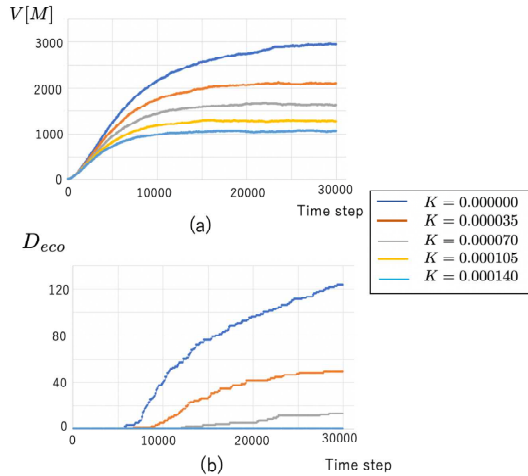 V[M]
3000
2000
1000
0
0
10000
20000
30000
Time step
(a)
K = 0.000000
K = 0.000035
K = 0.000070
K = 0.000105
K = 0.000140
D_eco
120
80
40
0
0
10000
20000
30000
(b)
Time step